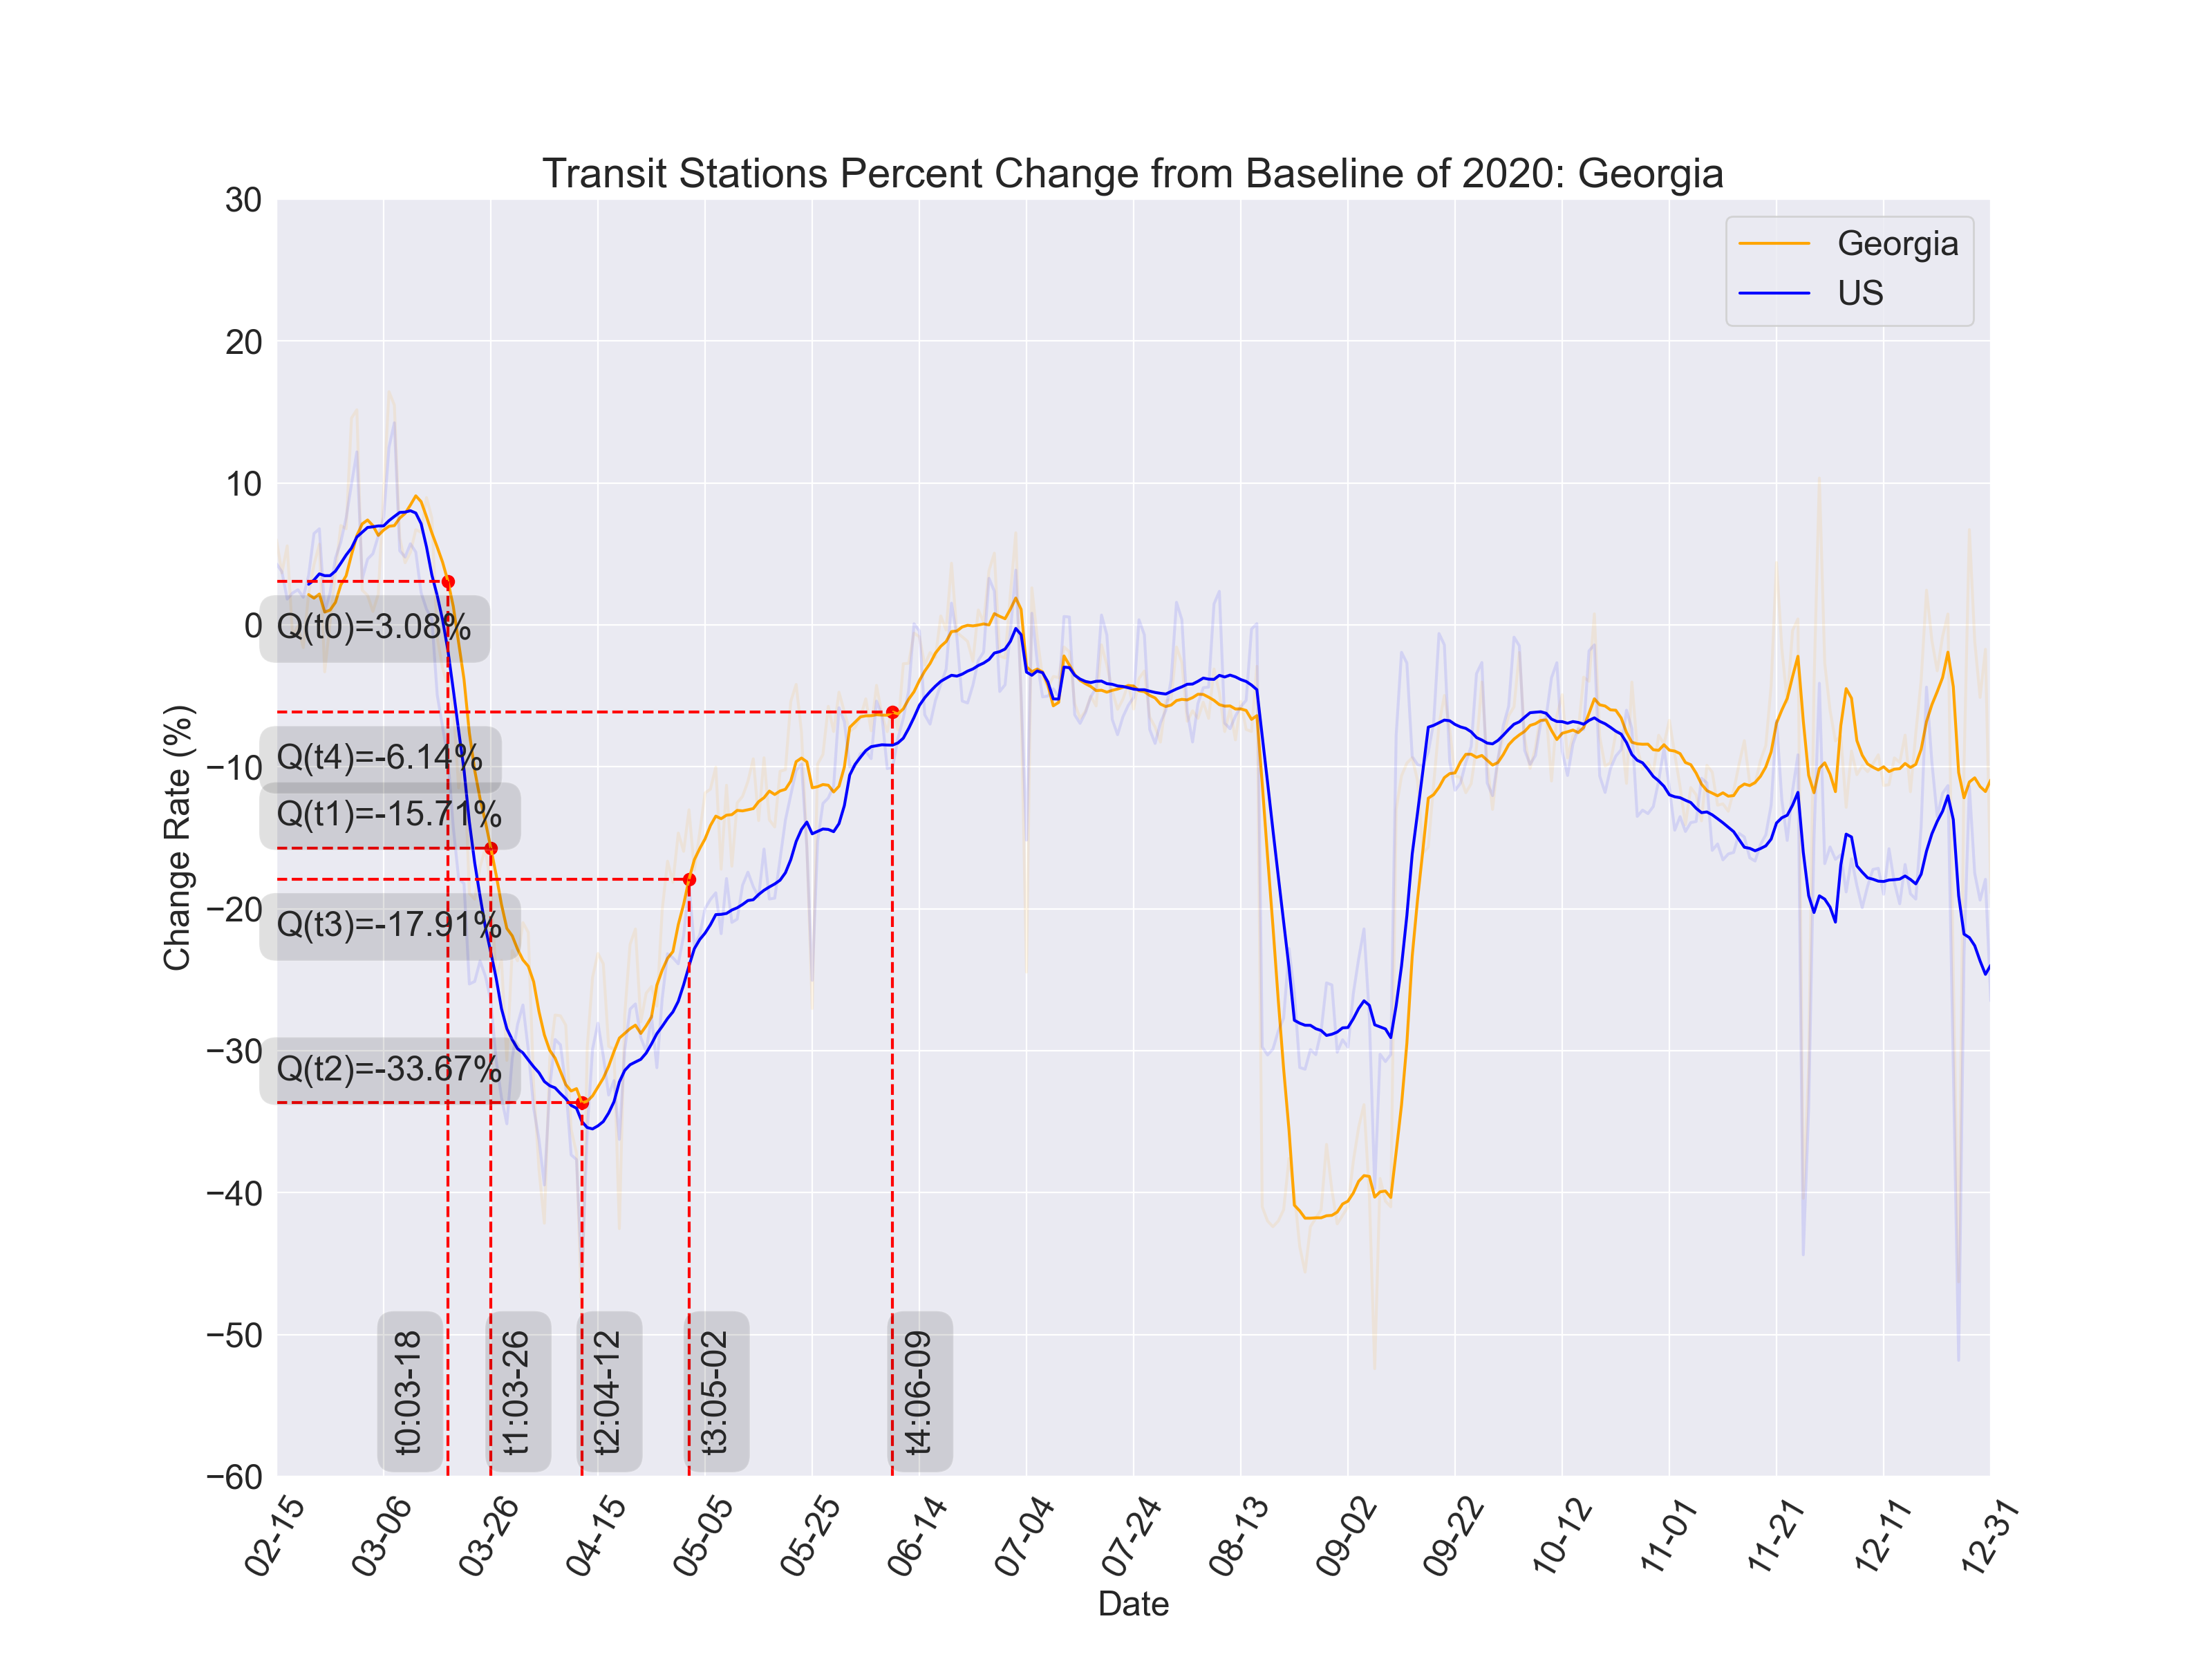 Transit Stations Percent Change from Baseline of 2020: Georgia
Georgia
US
Change Rate (%)
30
20
10
0
−10
−20
−30
−40
−50
−60
Q(t0)=3.08%
Q(t4)=-6.14%
Q(t1)=-15.71%
Q(t3)=-17.91%
Q(t2)=-33.67%
t0:03-18
t1:03-26
t2:04-12
t3:05-02
t4:06-09
02-15
03-06
03-26
04-15
05-05
05-25
06-14
07-04
07-24
08-13
09-02
09-22
10-12
11-01
11-21
12-11
12-31
Date